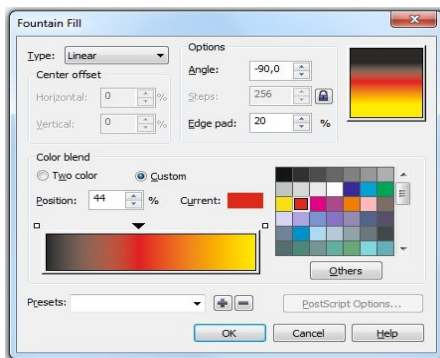 Fountain Fill
Type: Linear
Center offset
Horizontal: 0 %
Vertical: 0 %
Options
Angle: -90,0
Steps: 256
Edge pad: 20 %
Color blend
Two color Custom
Position: 44 % Current:
Others
Presets:
PostScript Options...
OK Cancel Help